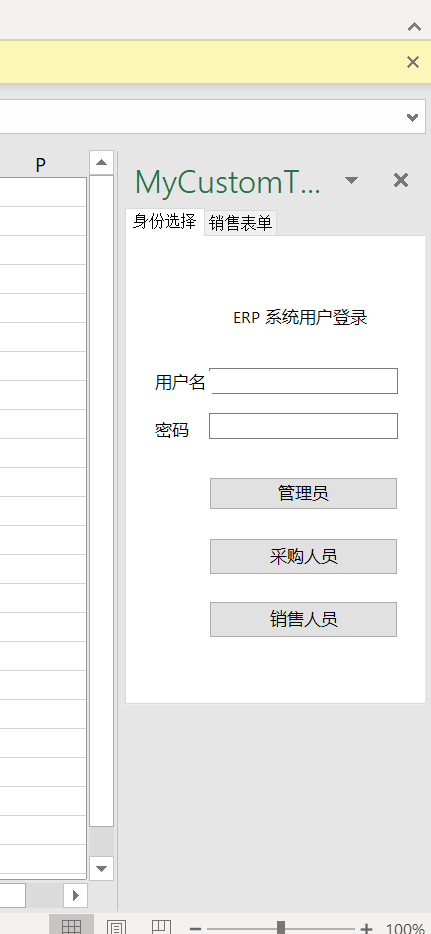 P
MyCustomT...
身份选择
销售表单
ERP 系统用户登录
用户名
密码
管理员
采购人员
销售人员
100%